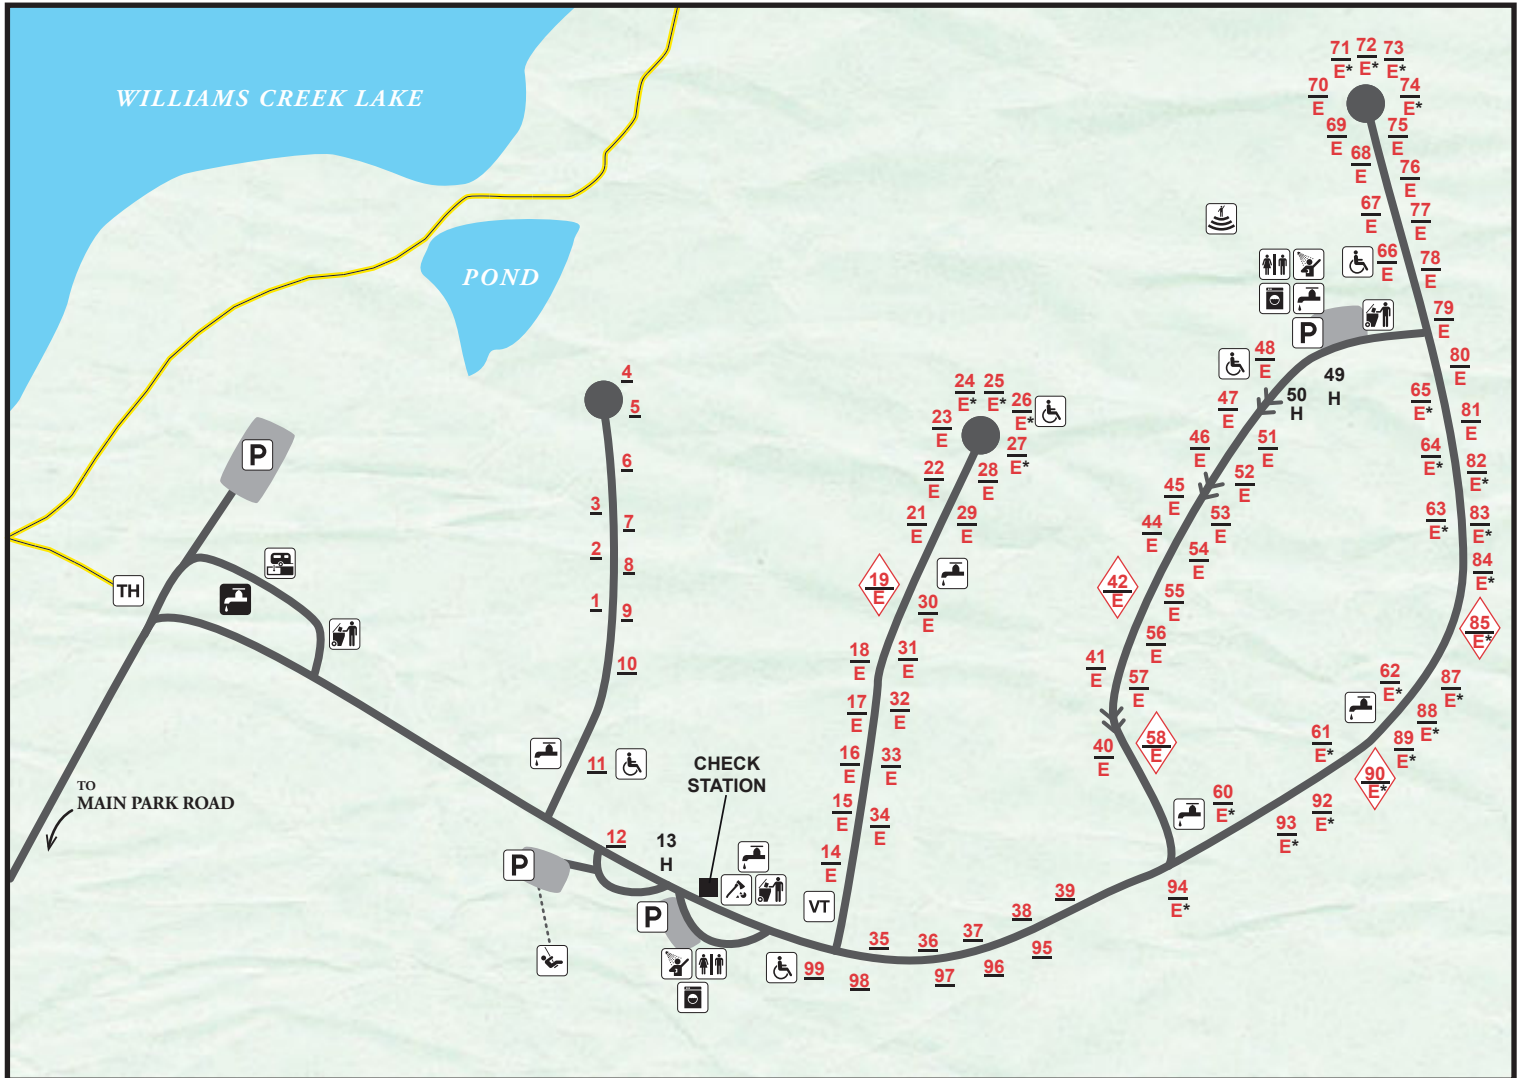 WILLIAMS CREEK LAKE
POND
71 72 73
E* E* E*
70 74
E E*
69 75
E E
68 76
E E
67 77
E E
66 78
E E
79
E
P
48 80
E E
49
H
50
H
47 65 81
E E* E
46 51 64 82
E E E* E*
45 52 63 83
E E E* E*
44 53 84
E E E*
54
E
42 85
E E*
55
E
56
E
41 57 62 87
E E E* E*
88
E*
40 58 61 89
E E E* E*
90
E*
60 92
E* E*
93
E*
94
E*
24 25 26
E* E* E*
23 27
E E*
22 28
E E
21 29
E E
19
E
30
E
18 31
E E
17 32
E E
16 33
E E
15 34
E E
14
E
VT
4
5
6
3
7
2
8
1
9
10
11
P
TH
TO
MAIN PARK ROAD
CHECK
STATION
12
13
H
P
P
35 36 37 38 39
99 98 97 96 95